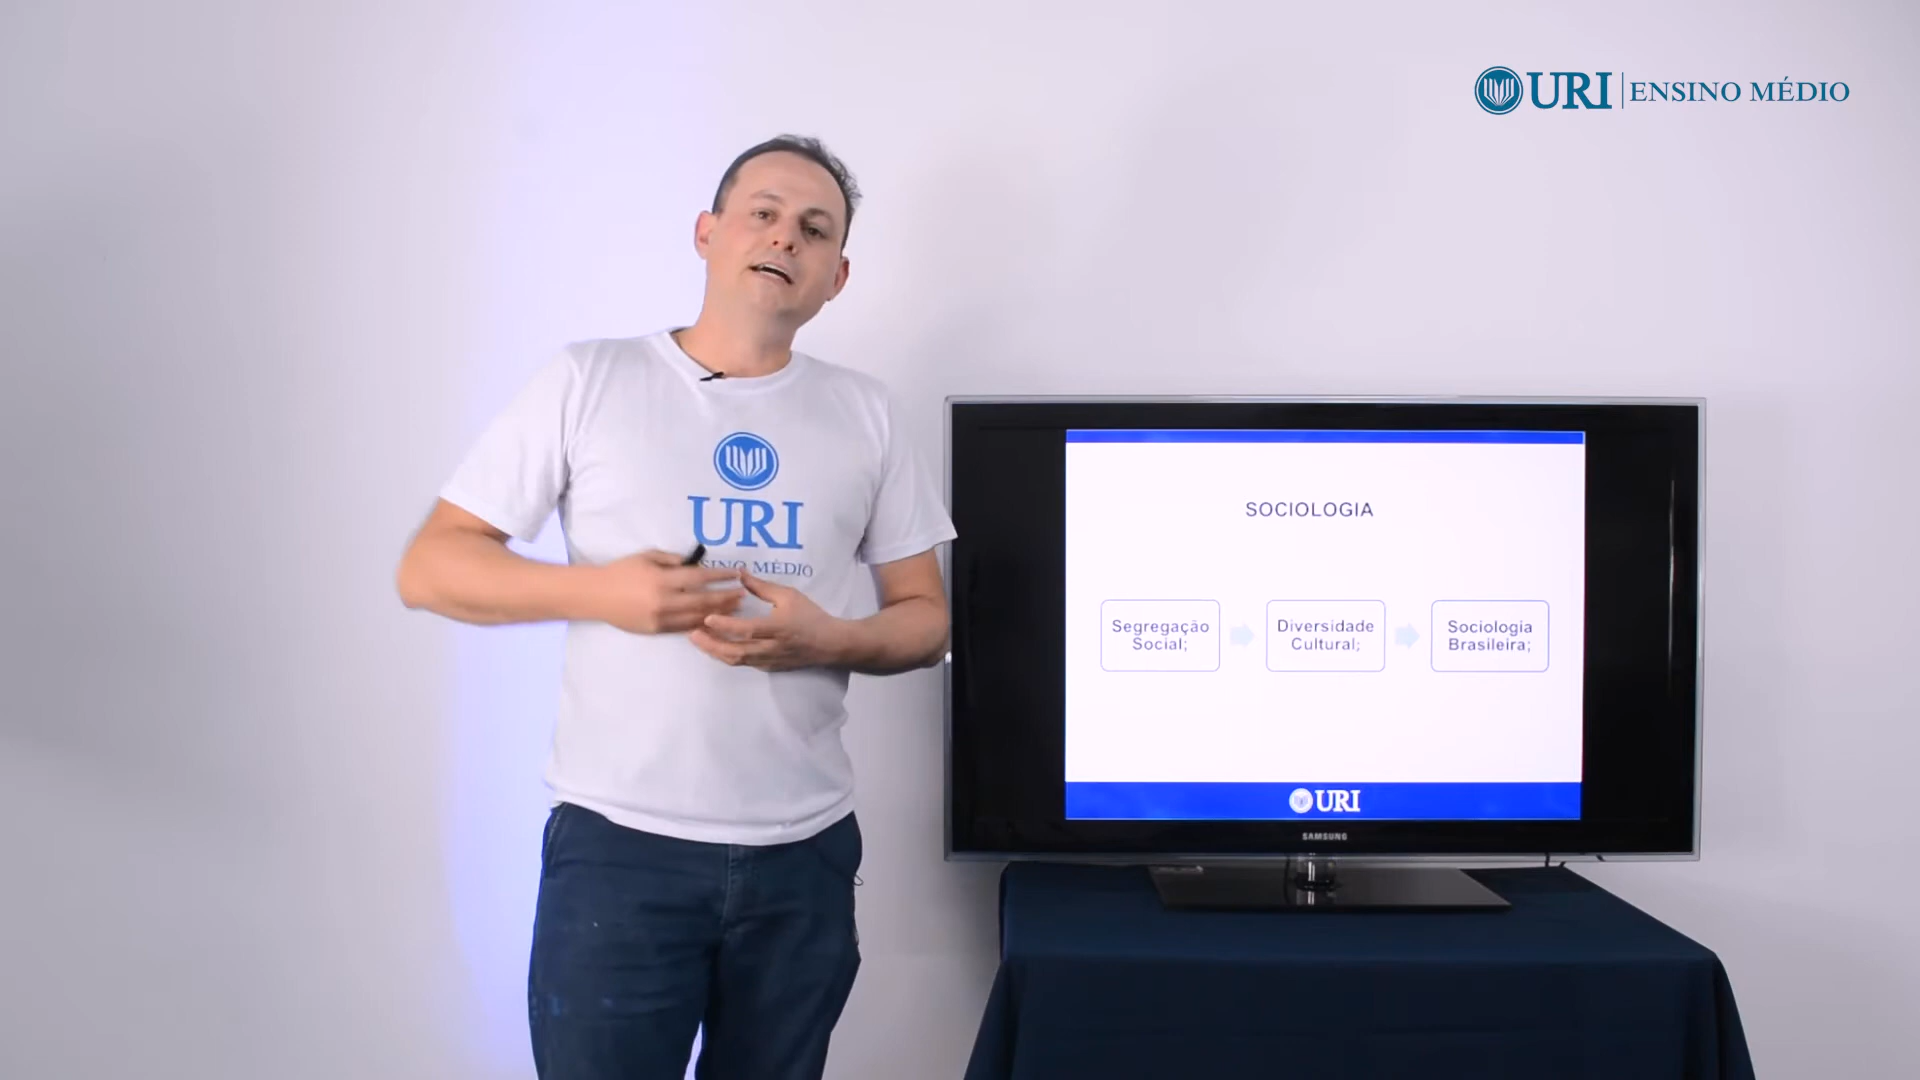 URI | ENSINO MÉDIO
URI
ENSINO MÉDIO
SOCIOLOGIA
Segregação
Social;
Diversidade
Cultural;
Sociologia
Brasileira;
URI
SAMSUNG